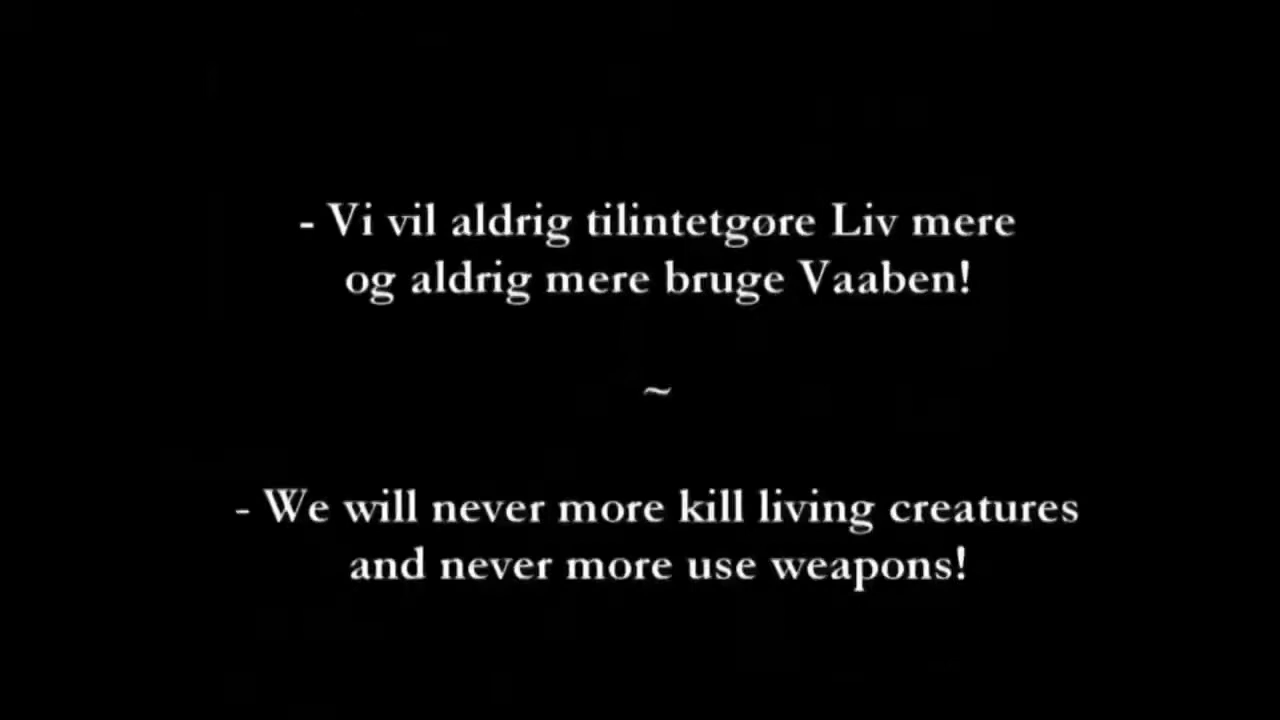 - Vi vil aldrig tilintetgøre Liv mere
og aldrig mere bruge Vaaben!
~
- We will never more kill living creatures
and never more use weapons!